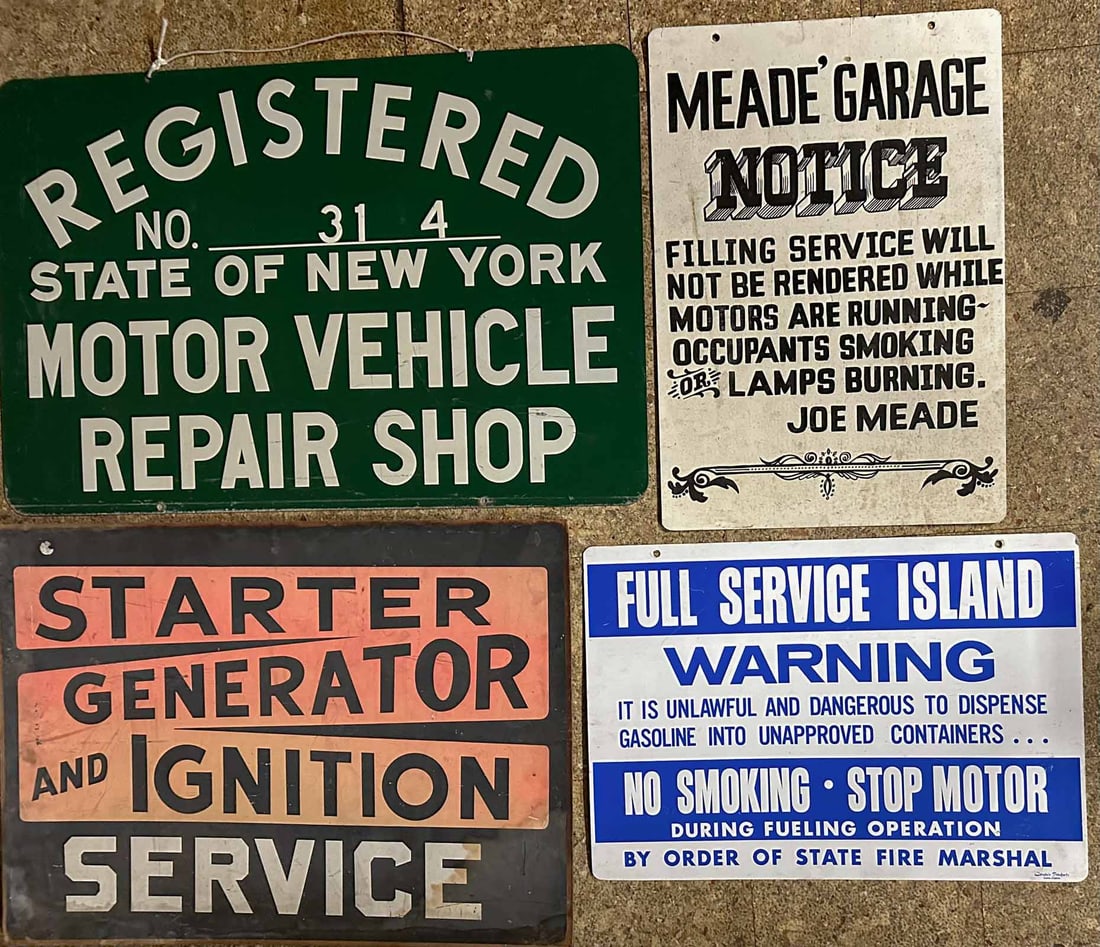 REGISTERED
NO. 31 4
STATE OF NEW YORK
MOTOR VEHICLE
REPAIR SHOP
MEADE' GARAGE
NOTICE
FILLING SERVICE WILL
NOT BE RENDERED WHILE
MOTORS ARE RUNNING~
OCCUPANTS SMOKING
OR LAMPS BURNING.
JOE MEADE
STARTER
GENERATOR
AND IGNITION
SERVICE
FULL SERVICE ISLAND
WARNING
IT IS UNLAWFUL AND DANGEROUS TO DISPENSE
GASOLINE INTO UNAPPROVED CONTAINERS . . .
NO SMOKING · STOP MOTOR
DURING FUELING OPERATION
BY ORDER OF STATE FIRE MARSHAL